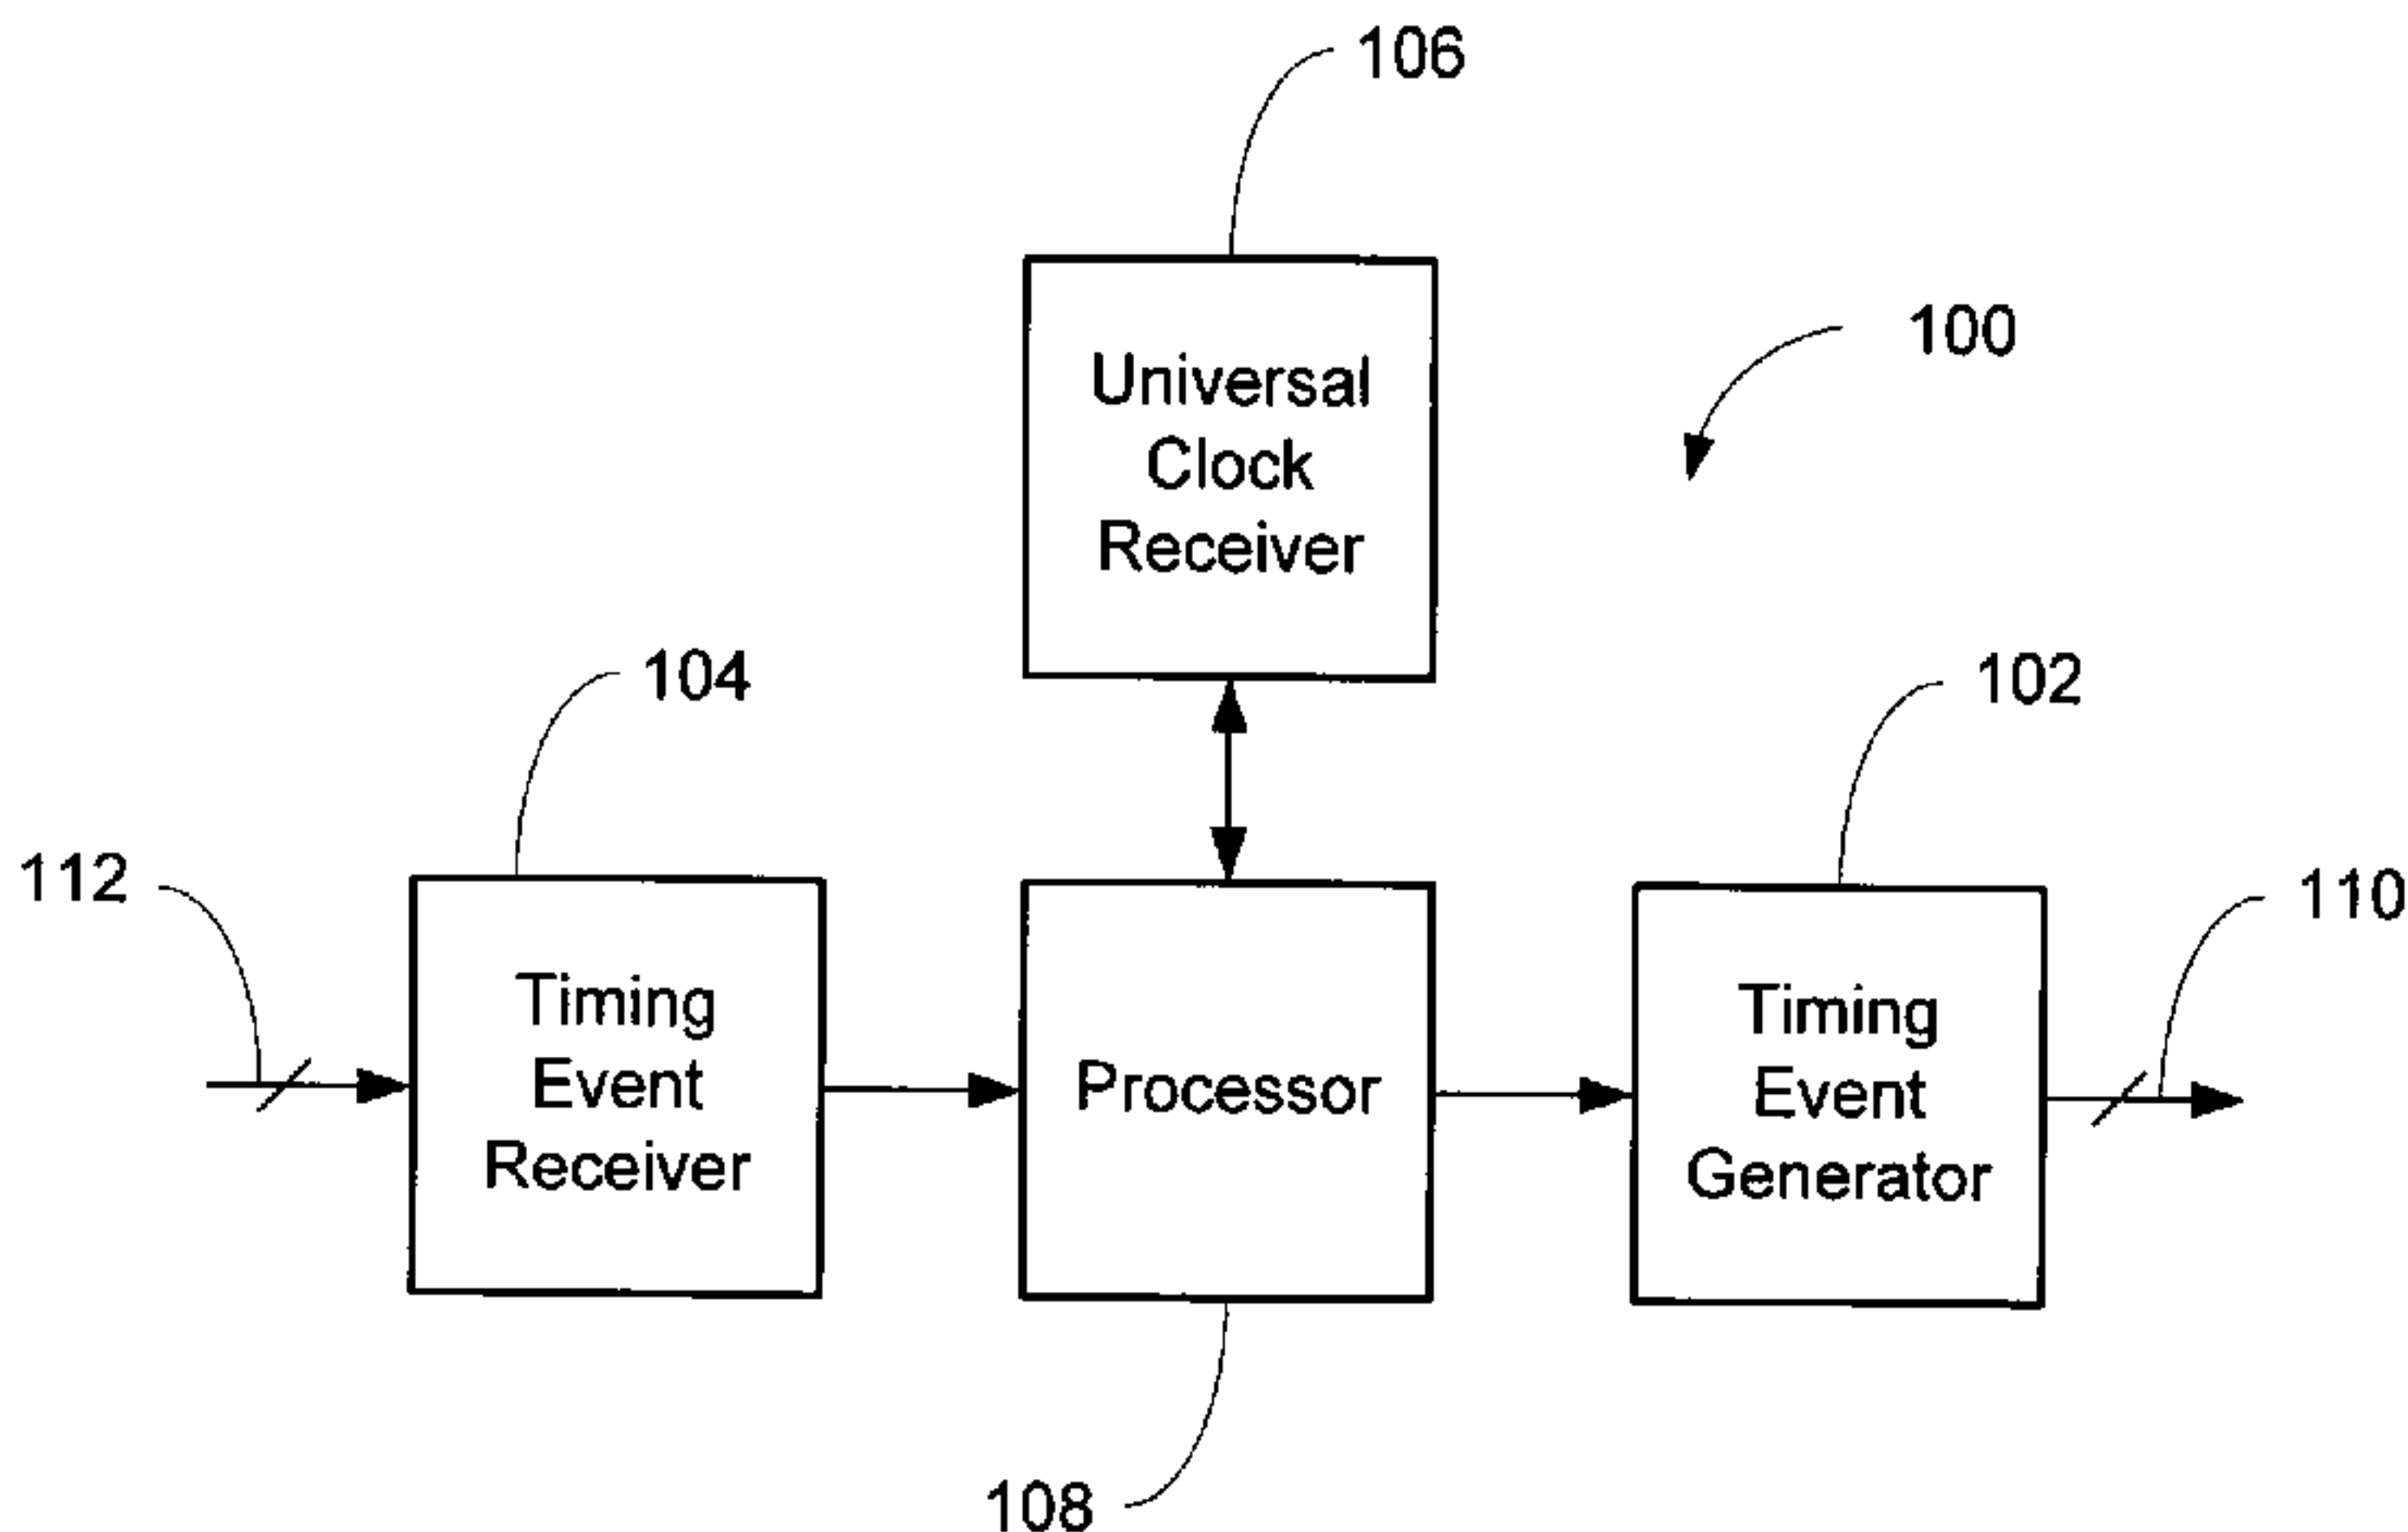 106
Universal
Clock
Receiver
100
104
102
112
110
Timing
Event
Receiver
Processor
Timing
Event
Generator
108